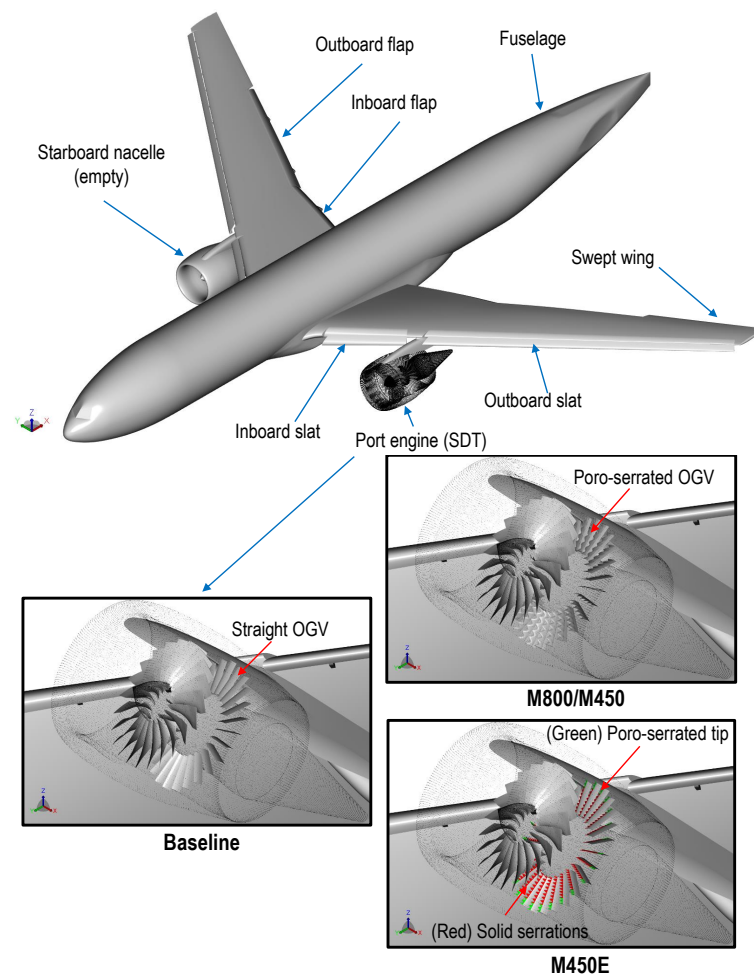 Outboard flap
Fuselage
Inboard flap
Starboard nacelle
(empty)
Swept wing
Z
Y
X
Outboard slat
Inboard slat
Port engine (SDT)
Poro-serrated OGV
Z
X
M800/M450
Straight OGV
Z
X
Baseline
(Green) Poro-serrated tip
Z
X
(Red) Solid serrations
M450E